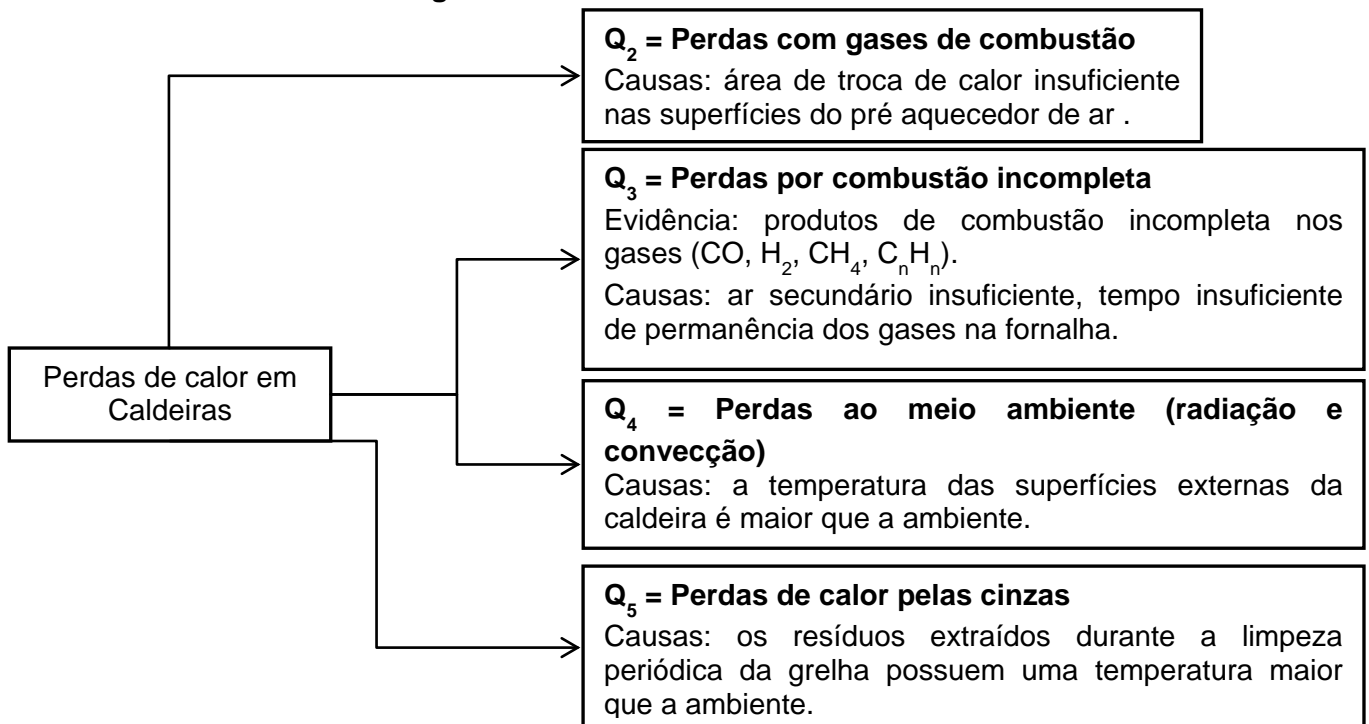 Q2 = Perdas com gases de combustão
Causas: área de troca de calor insuficiente
nas superfícies do pré aquecedor de ar .
Q3 = Perdas por combustão incompleta
Evidência: produtos de combustão incompleta nos
gases (CO, H2, CH4, CnHn).
Causas: ar secundário insuficiente, tempo insuficiente
de permanência dos gases na fornalha.
Perdas de calor em
Caldeiras
Q4 = Perdas ao meio ambiente (radiação e
convecção)
Causas: a temperatura das superfícies externas da
caldeira é maior que a ambiente.
Q5 = Perdas de calor pelas cinzas
Causas: os resíduos extraídos durante a limpeza
periódica da grelha possuem uma temperatura maior
que a ambiente.